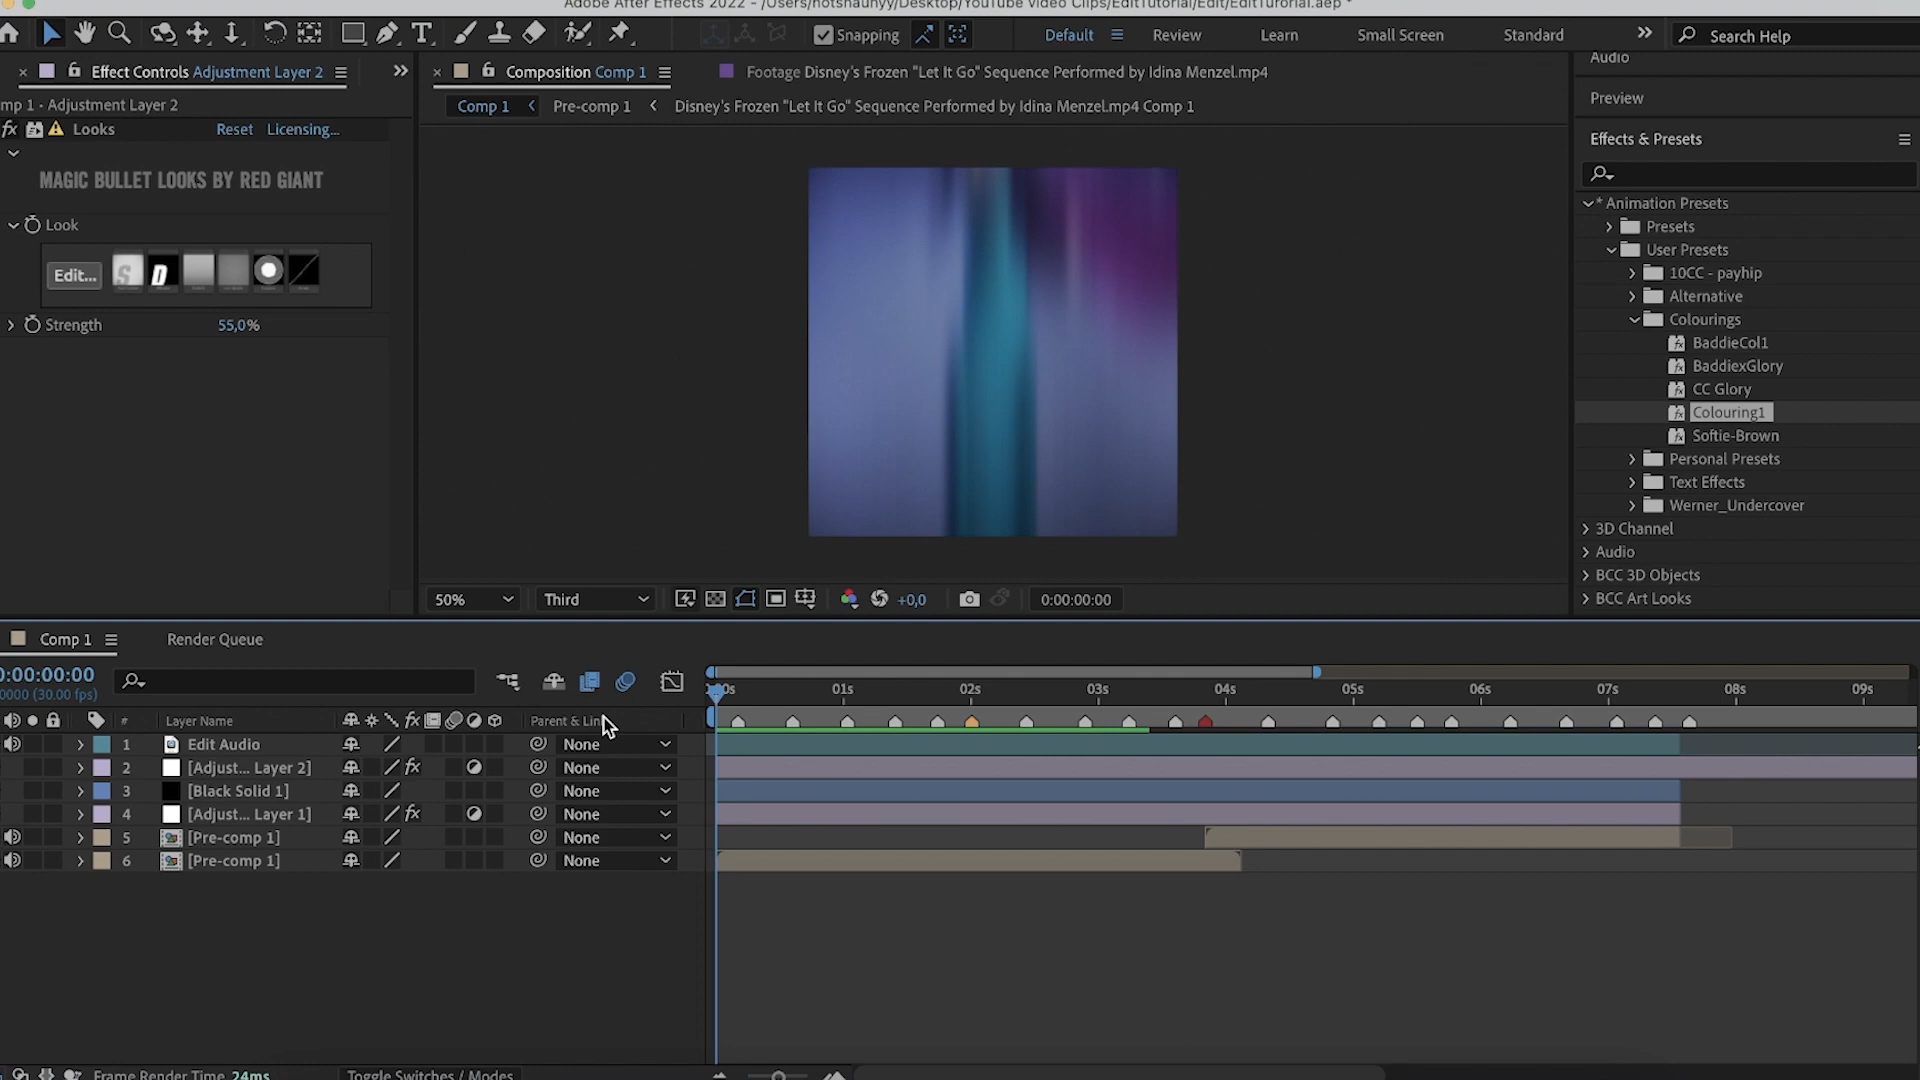 Adobe After Effects 2022 - /Users/hotshaunyy/Desktop/YouTube Video Clips/EditTutorial/Edit/EditTurorial.aep *
Snapping
Default
Review
Learn
Small Screen
Standard
Search Help
Effect Controls Adjustment Layer 2
Composition Comp 1
Footage Disney's Frozen "Let It Go" Sequence Performed by Idina Menzel.mp4
Audio
mp 1 - Adjustment Layer 2
Comp 1
Pre-comp 1
Disney's Frozen "Let It Go" Sequence Performed by Idina Menzel.mp4 Comp 1
Preview
fx Looks
Reset
Licensing...
Effects & Presets
MAGIC BULLET LOOKS BY RED GIANT
Look
Edit...
S
D
Strength
55,0%
* Animation Presets
Presets
User Presets
10CC - payhip
Alternative
Colourings
BaddieCol1
BaddiexGlory
CC Glory
Colouring1
Softie-Brown
Personal Presets
Text Effects
Werner_Undercover
3D Channel
Audio
BCC 3D Objects
BCC Art Looks
50%
Third
+0,0
0:00:00:00
Comp 1
Render Queue
0:00:00:00
0000 (30.00 fps)
:00s
01s
02s
03s
04s
05s
06s
07s
08s
09s
#
Layer Name
fx
Parent & Lin
1
Edit Audio
None
2
[Adjust... Layer 2]
fx
None
3
[Black Solid 1]
None
4
[Adjust... Layer 1]
fx
None
5
[Pre-comp 1]
None
6
[Pre-comp 1]
None
Frame Render Time 24ms
Toggle Switches / Modes